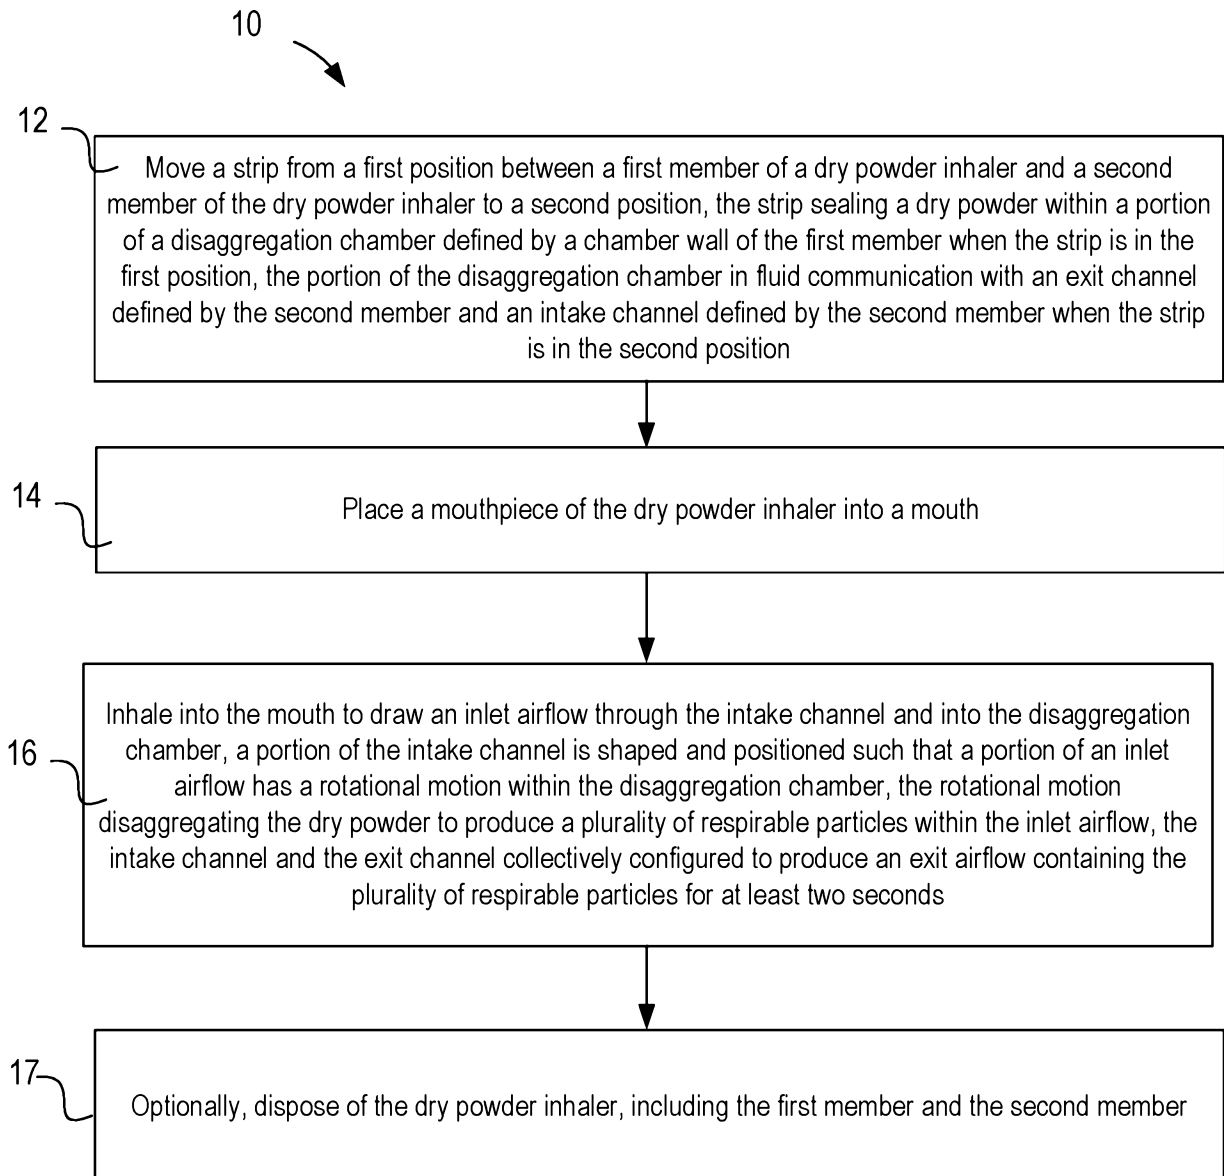 10
12
Move a strip from a first position between a first member of a dry powder inhaler and a second
member of the dry powder inhaler to a second position, the strip sealing a dry powder within a portion
of a disaggregation chamber defined by a chamber wall of the first member when the strip is in the
first position, the portion of the disaggregation chamber in fluid communication with an exit channel
defined by the second member and an intake channel defined by the second member when the strip
is in the second position
14
Place a mouthpiece of the dry powder inhaler into a mouth
16
Inhale into the mouth to draw an inlet airflow through the intake channel and into the disaggregation
chamber, a portion of the intake channel is shaped and positioned such that a portion of an inlet
airflow has a rotational motion within the disaggregation chamber, the rotational motion
disaggregating the dry powder to produce a plurality of respirable particles within the inlet airflow, the
intake channel and the exit channel collectively configured to produce an exit airflow containing the
plurality of respirable particles for at least two seconds
17
Optionally, dispose of the dry powder inhaler, including the first member and the second member